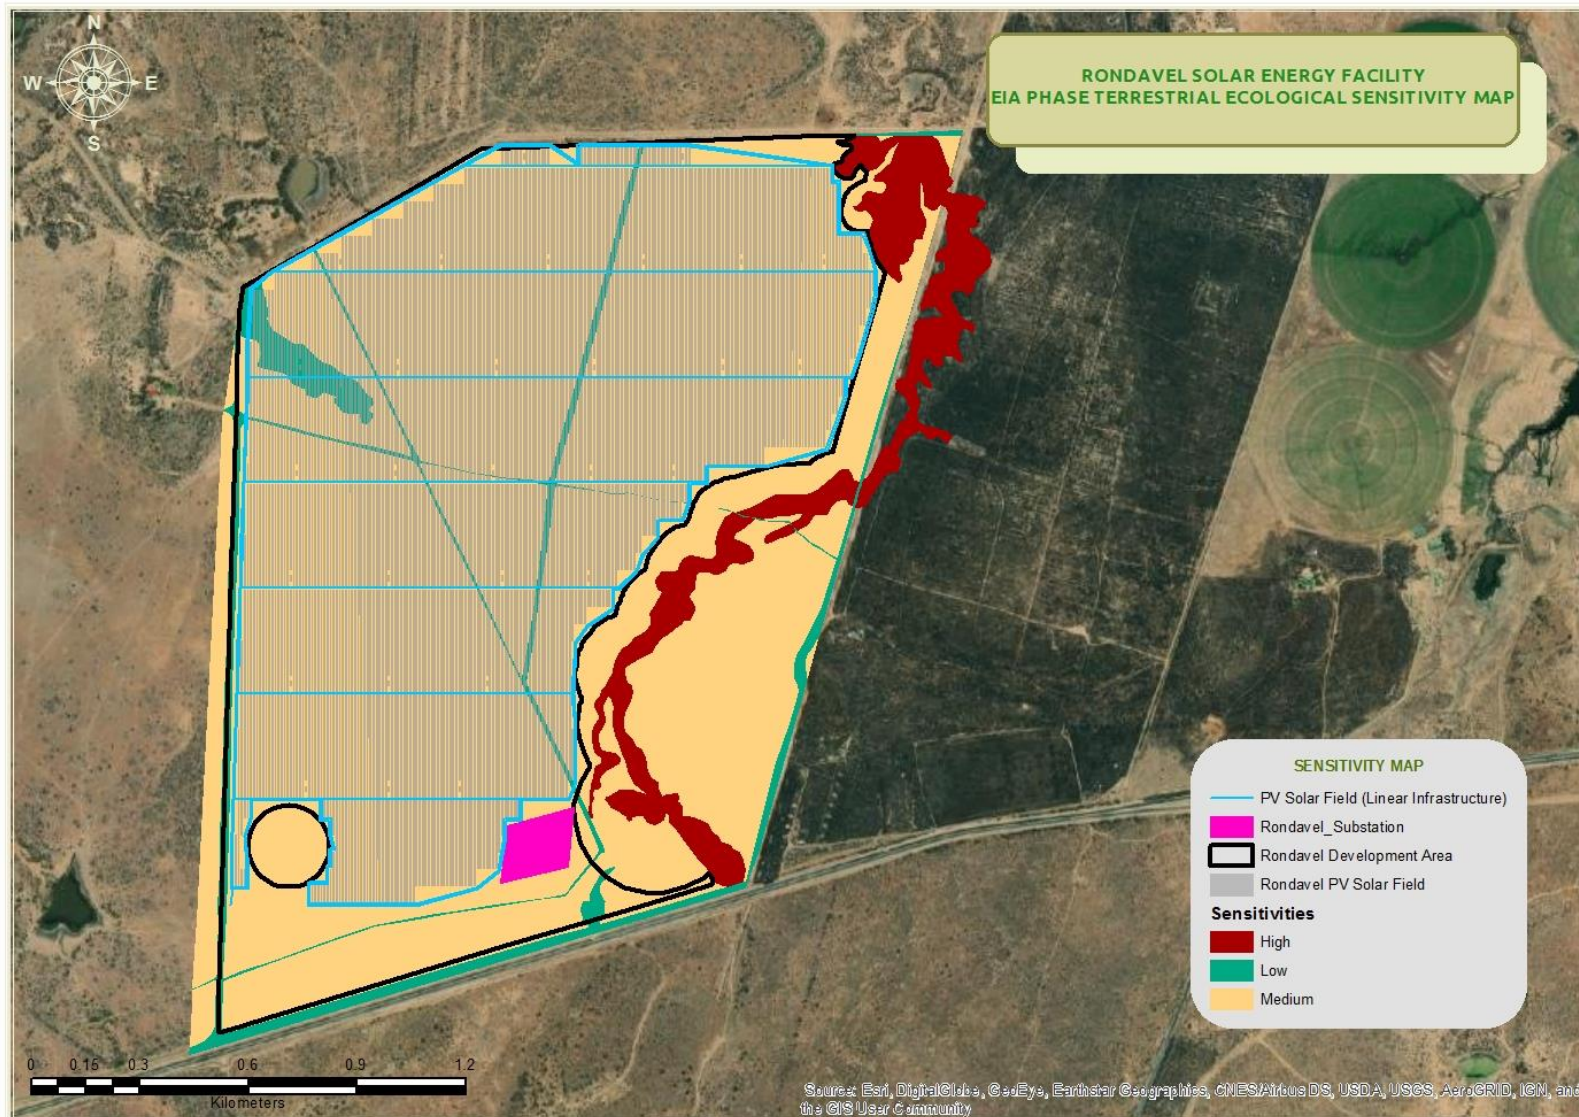 N
W E
S
RONDAVEL SOLAR ENERGY FACILITY
EIA PHASE TERRESTRIAL ECOLOGICAL SENSITIVITY MAP
SENSITIVITY MAP
PV Solar Field (Linear Infrastructure)
Rondavel_Substation
Rondavel Development Area
Rondavel PV Solar Field
Sensitivities
High
Low
Medium
0 0.15 0.3 0.6 0.9 1.2
Kilometers
Source: Esri, DigitalGlobe, GeoEye, Earthstar Geographics, CNES/Airbus DS, USDA, USGS, AeroGRID, IGN, and
the GIS User Community